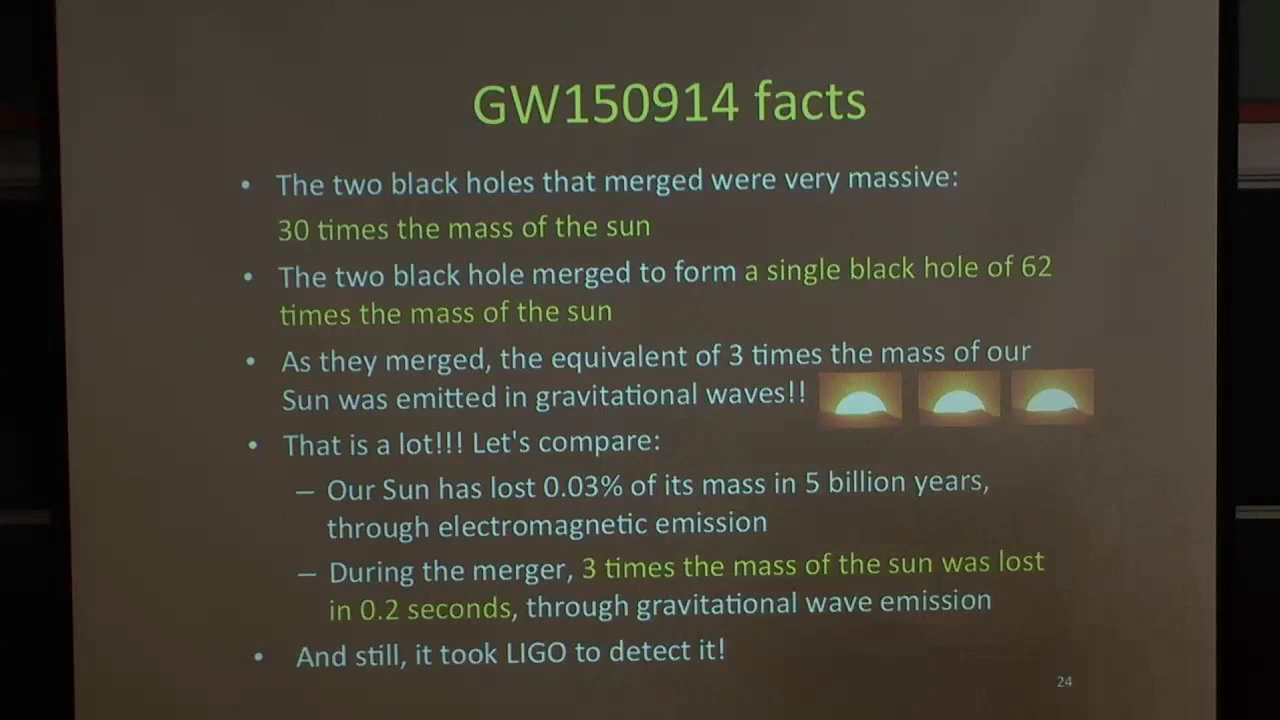 GW150914 facts
• The two black holes that merged were very massive:
30 times the mass of the sun
• The two black hole merged to form a single black hole of 62
times the mass of the sun
• As they merged, the equivalent of 3 times the mass of our
Sun was emitted in gravitational waves!!
• That is a lot!!! Let's compare:
– Our Sun has lost 0.03% of its mass in 5 billion years,
through electromagnetic emission
– During the merger, 3 times the mass of the sun was lost
in 0.2 seconds, through gravitational wave emission
• And still, it took LIGO to detect it!
24